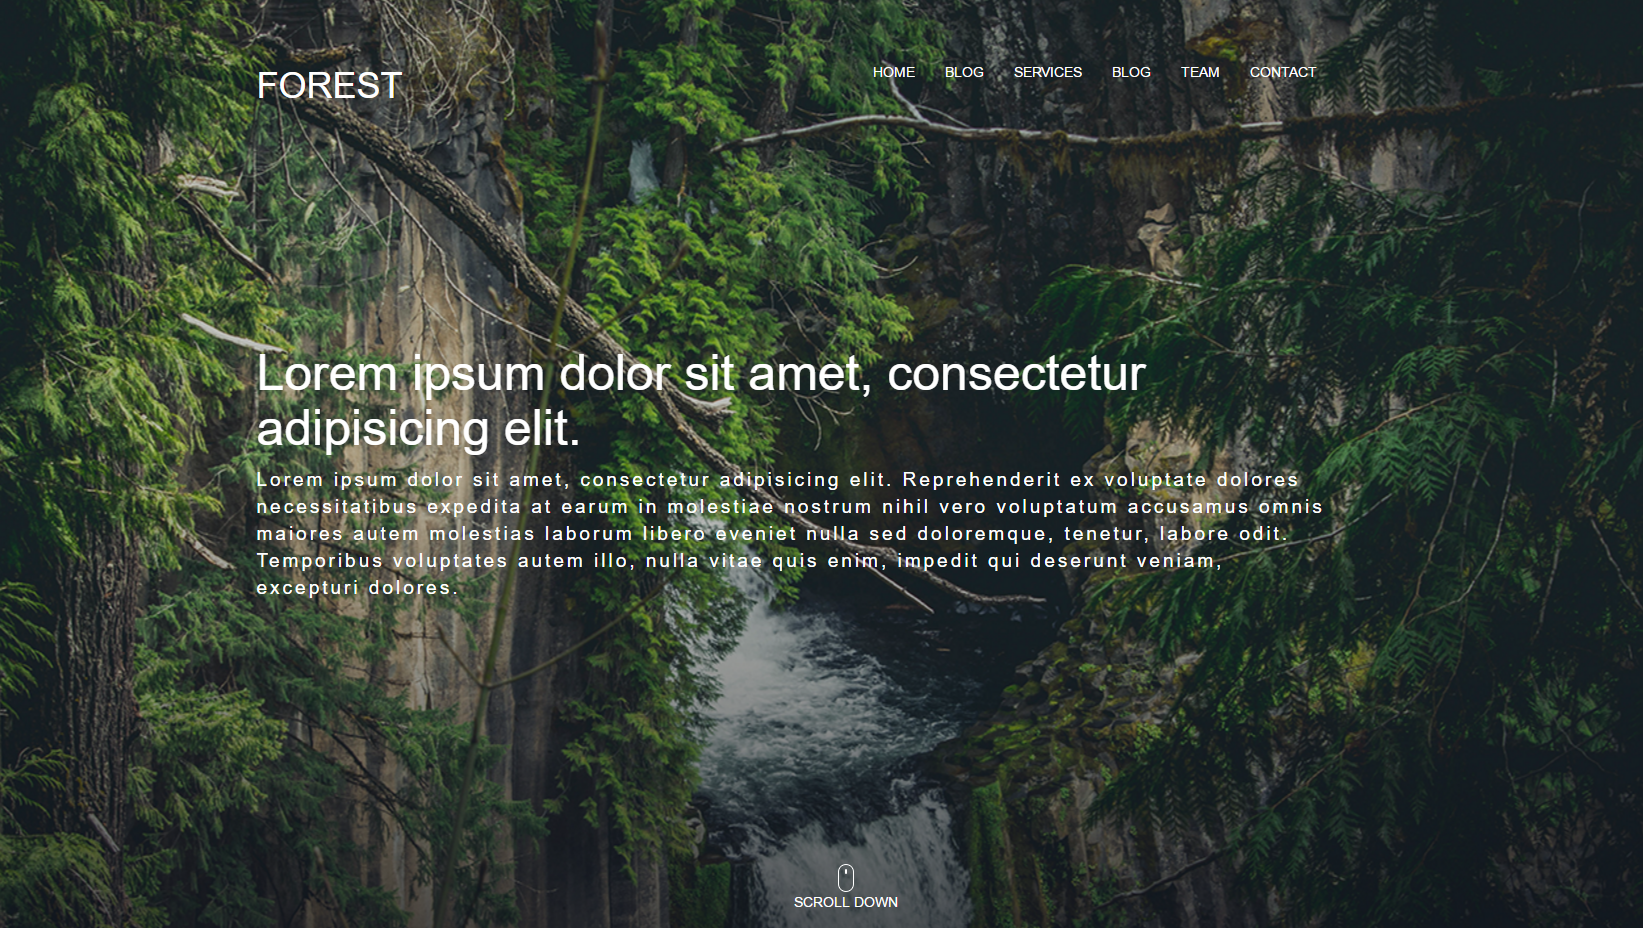 FOREST
HOME BLOG SERVICES BLOG TEAM CONTACT
Lorem ipsum dolor sit amet, consectetur
adipisicing elit.
Lorem ipsum dolor sit amet, consectetur adipisicing elit. Reprehenderit ex voluptate dolores
necessitatibus expedita at earum in molestiae nostrum nihil vero voluptatum accusamus omnis
maiores autem molestias laborum libero eveniet nulla sed doloremque, tenetur, labore odit.
Temporibus voluptates autem illo, nulla vitae quis enim, impedit qui deserunt veniam,
excepturi dolores.
SCROLL DOWN